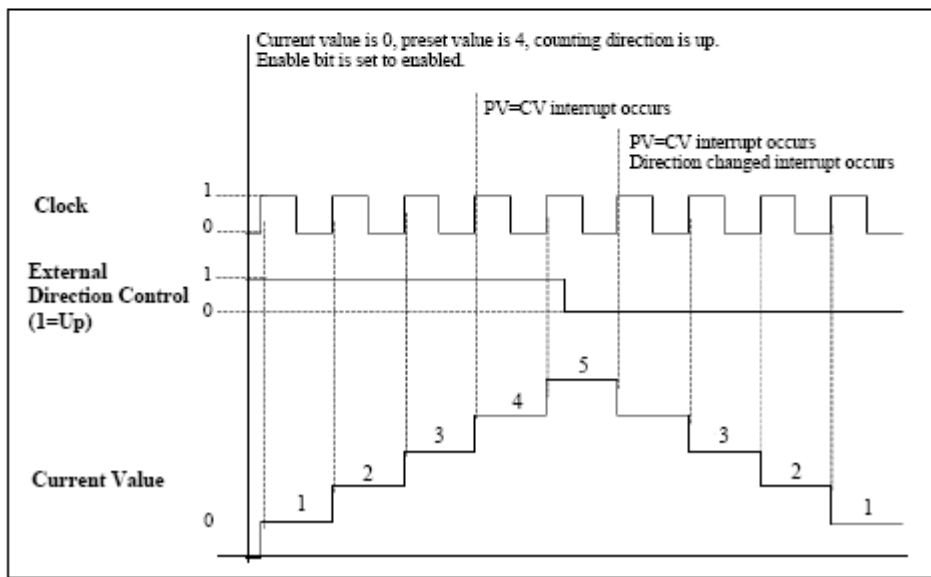 Current value is 0, preset value is 4, counting direction is up.
Enable bit is set to enabled.
PV=CV interrupt occurs
PV=CV interrupt occurs
Direction changed interrupt occurs
Clock
1
0
External
Direction Control
(1=Up)
1
0
Current Value
0
1
2
3
4
5
3
2
1